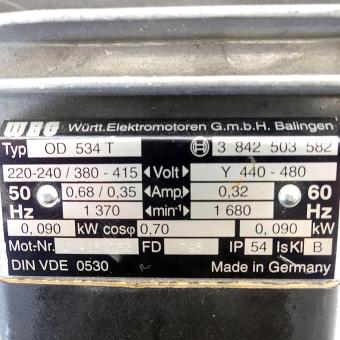 WEG Württ.Elektromotoren G.m.b.H. Balingen
Typ OD 534 T 3 842 503 582
220-240 / 380 - 415 Volt Y 440 - 480
50 Hz 0,68 / 0,35 Amp. 0,32 60 Hz
1 370 min⁻¹ 1 680
0,090 kW cosφ 0,70 0,090 kW
Mot-Nr. FD IP 54 Is Kl B
DIN VDE 0530 Made in Germany